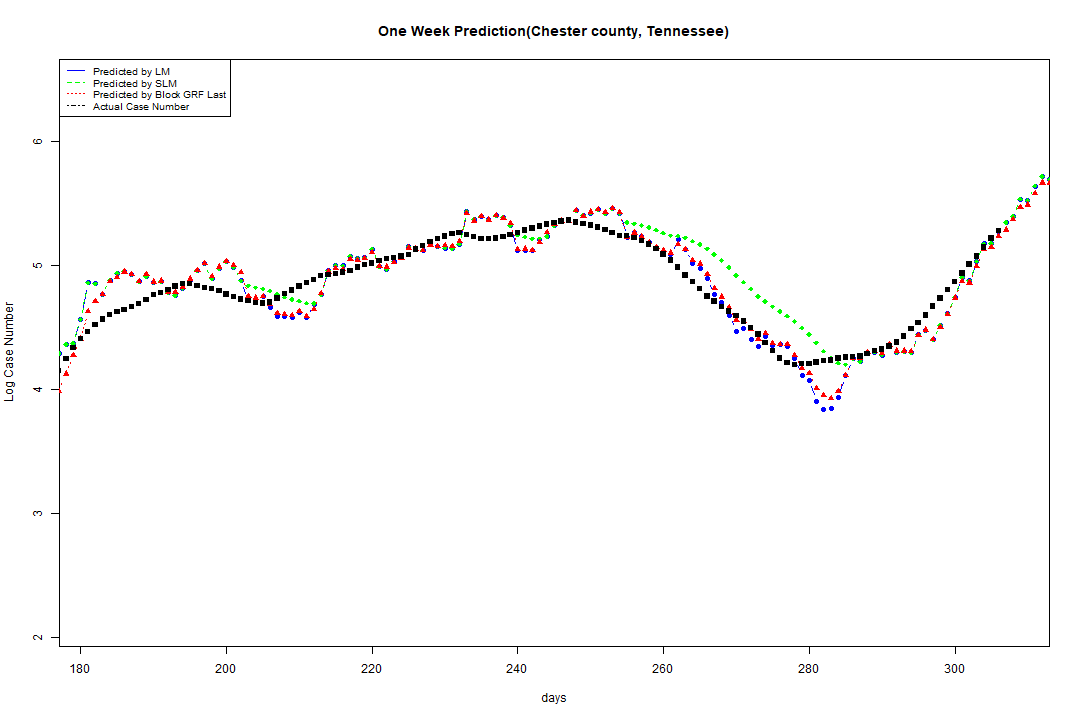 One Week Prediction(Chester county, Tennessee)
Predicted by LM
Predicted by SLM
Predicted by Block GRF Last
Actual Case Number
6
5
4
3
2
Log Case Number
180 200 220 240 260 280 300
days